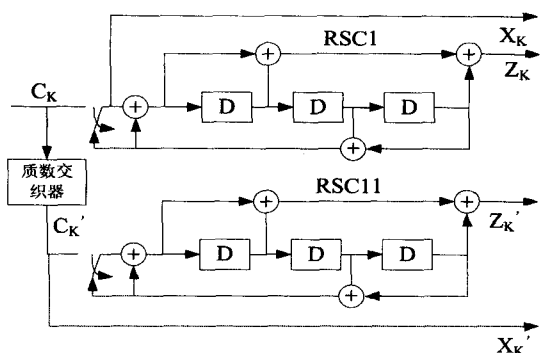 RSC1
X_K
Z_K
C_K
D
D
D
质数交
织器
RSC11
C_K'
Z_K'
D
D
D
X_K'